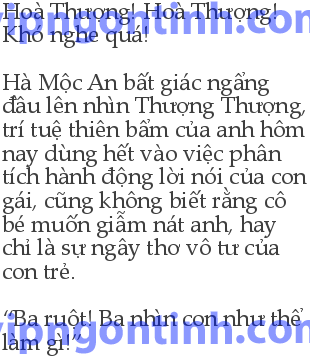 Hoà Thượng! Hoà Thượng!
Khó nghe quá!
Hà Mộc An bất giác ngẩng
đầu lên nhìn Thượng Thượng,
trí tuệ thiên bẩm của anh hôm
nay dùng hết vào việc phân
tích hành động lời nói của con
gái, cũng không biết rằng cô
bé muốn giẫm nát anh, hay
chỉ là sự ngây thơ vô tư của
con trẻ.
“Ba ruột! Ba nhìn con như thế
làm gì!”
vipngontinh.com